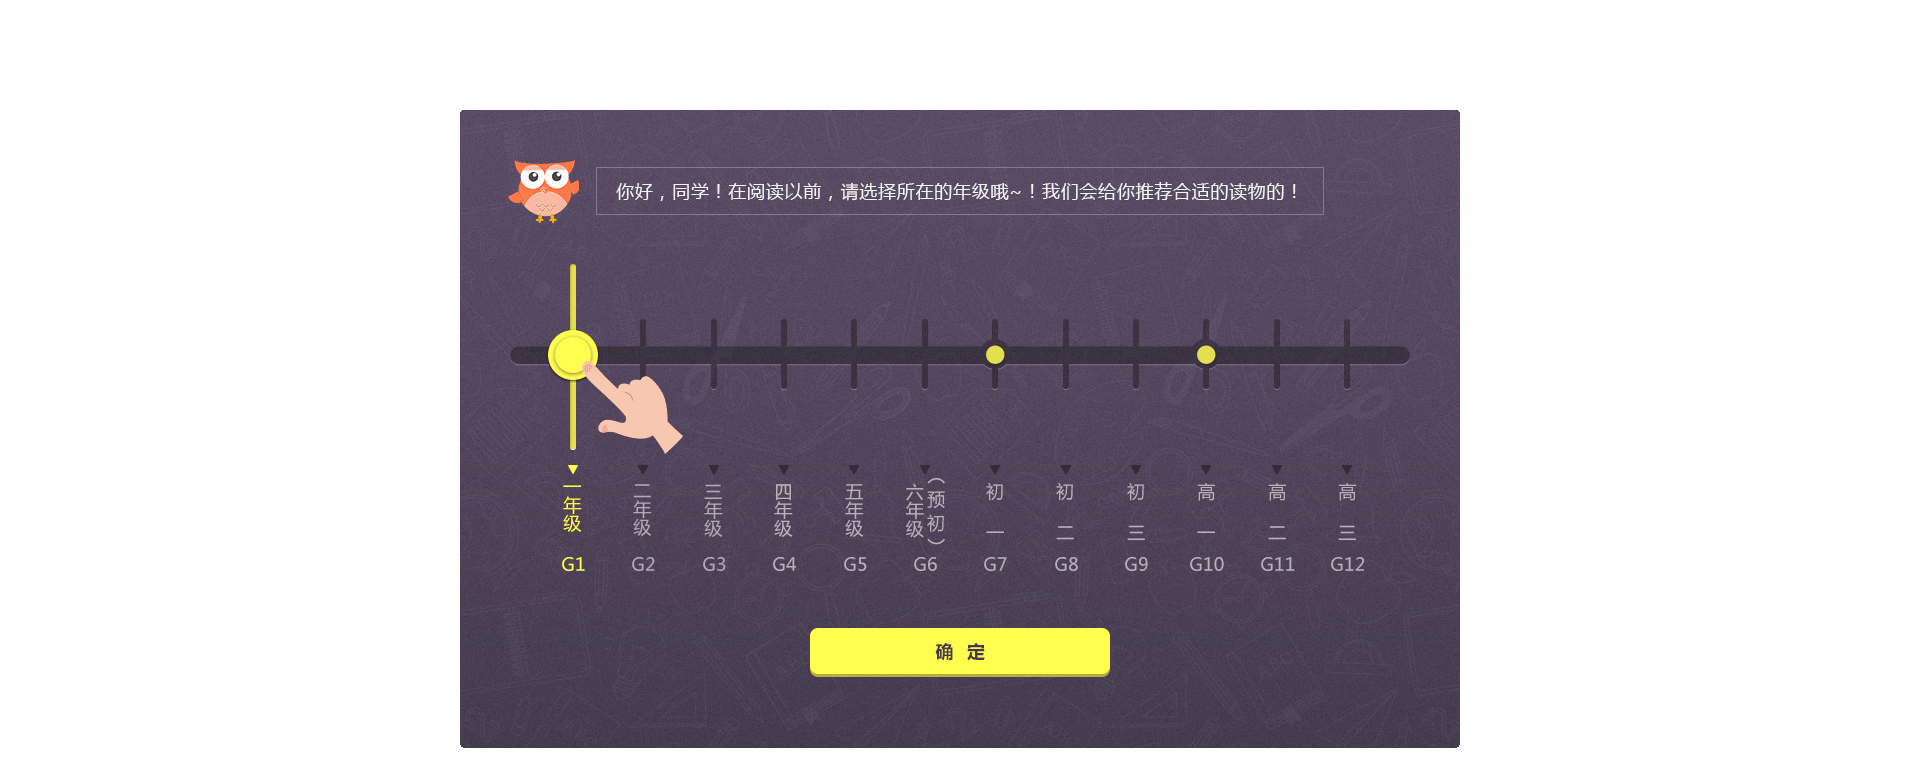 你好，同学！在阅读以前，请选择所在的年级哦~！我们会给你推荐合适的读物的！
一年级
二年级
三年级
四年级
五年级
六年级（预初）
初一
初二
初三
高一
高二
高三
G1 G2 G3 G4 G5 G6 G7 G8 G9 G10 G11 G12
确 定